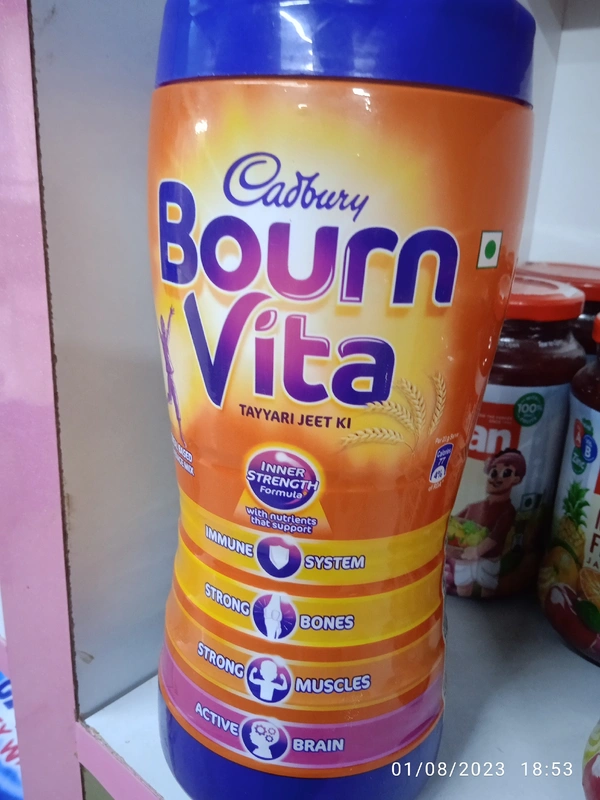 Cadbury
Bourn
Vita
TAYYARI JEET KI
INNER
STRENGTH
Formula
with nutrients
that support
IMMUNE SYSTEM
STRONG BONES
STRONG MUSCLES
ACTIVE BRAIN
100%
an
01/08/2023 18:53